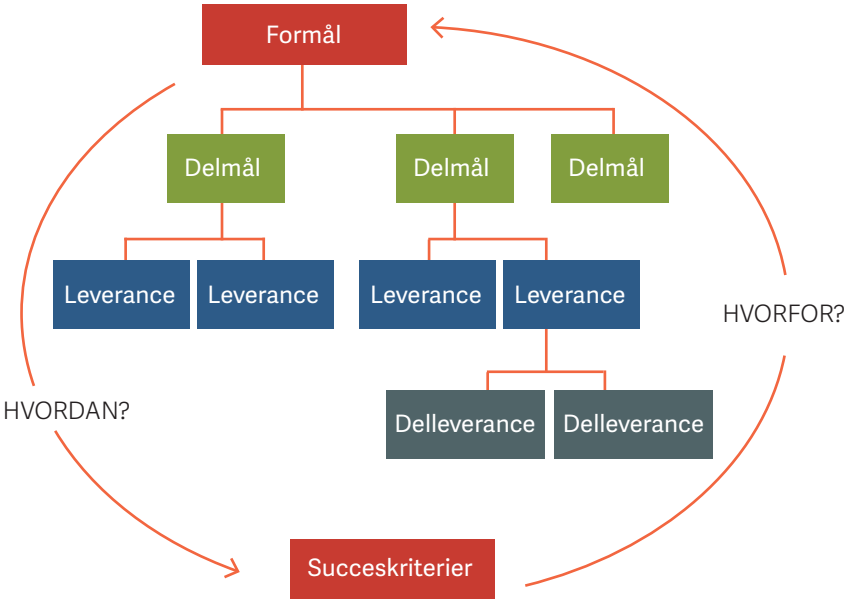 Formål
Delmål
Delmål
Delmål
Leverance
Leverance
Leverance
Leverance
HVORFOR?
HVORDAN?
Delleverance
Delleverance
Succeskriterier